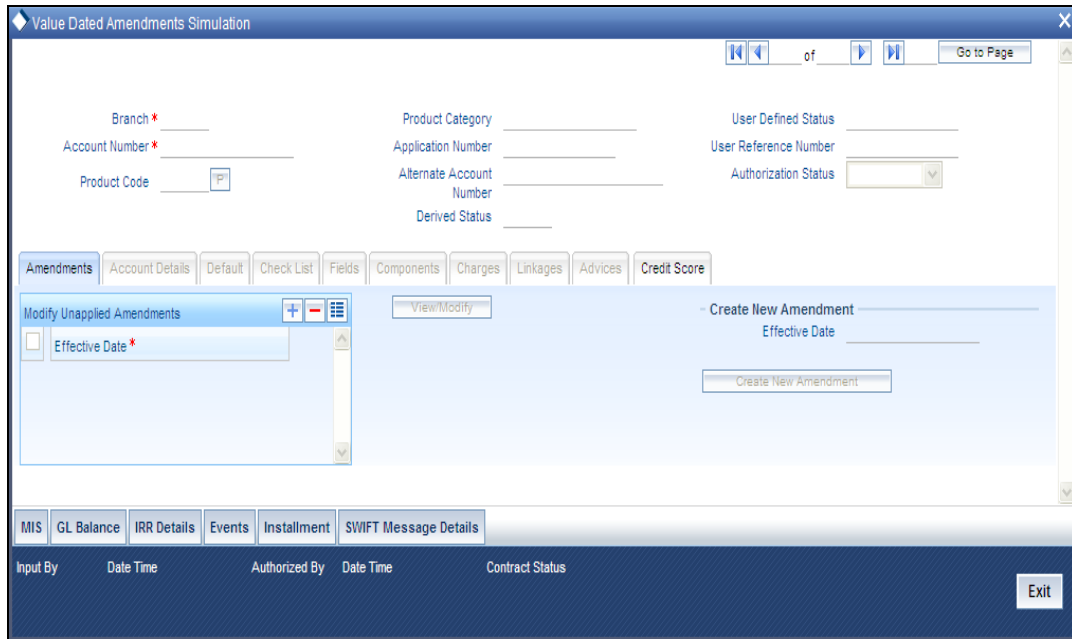 Value Dated Amendments Simulation X
of Go to Page
Branch * Product Category User Defined Status
Account Number * Application Number User Reference Number
Product Code P Alternate Account Number Authorization Status
Derived Status
Amendments Account Details Default Check List Fields Components Charges Linkages Advices Credit Score
Modify Unapplied Amendments View/Modify Create New Amendment
Effective Date * Effective Date
Create New Amendment
MIS GL Balance IRR Details Events Installment SWIFT Message Details
Input By Date Time Authorized By Date Time Contract Status
Exit